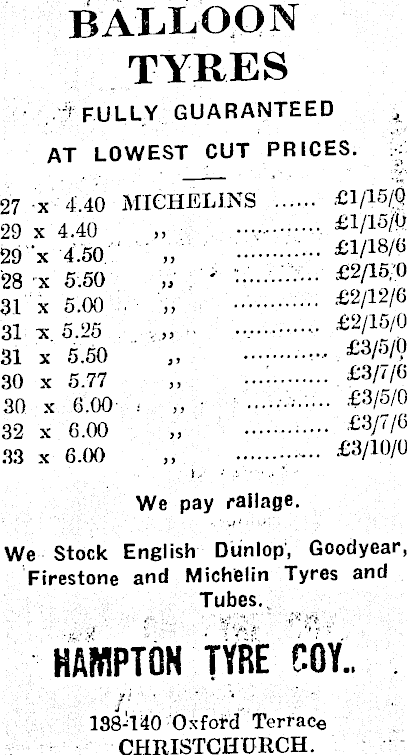 BALLOON
TYRES
FULLY GUARANTEED
AT LOWEST CUT PRICES.
27 x 4.40 MICHELINS ...... £1/15/0
29 x 4.40 ,, ............ £1/15/0
29 x 4.50 ,, ............ £1/18/6
28 x 5.50 ,, ............ £2/15/0
31 x 5.00 ,, ............ £2/12/6
31 x 5.25 ,, ............ £2/15/0
31 x 5.50 ,, ............ £3/5/0
30 x 5.77 ,, ............ £3/7/6
30 x 6.00 ,, ............ £3/5/0
32 x 6.00 ,, ............ £3/7/6
33 x 6.00 ,, ............ £3/10/0
We pay railage.
We Stock English Dunlop, Goodyear,
Firestone and Michelin Tyres and
Tubes.
HAMPTON TYRE COY.,
138-140 Oxford Terrace
CHRISTCHURCH.